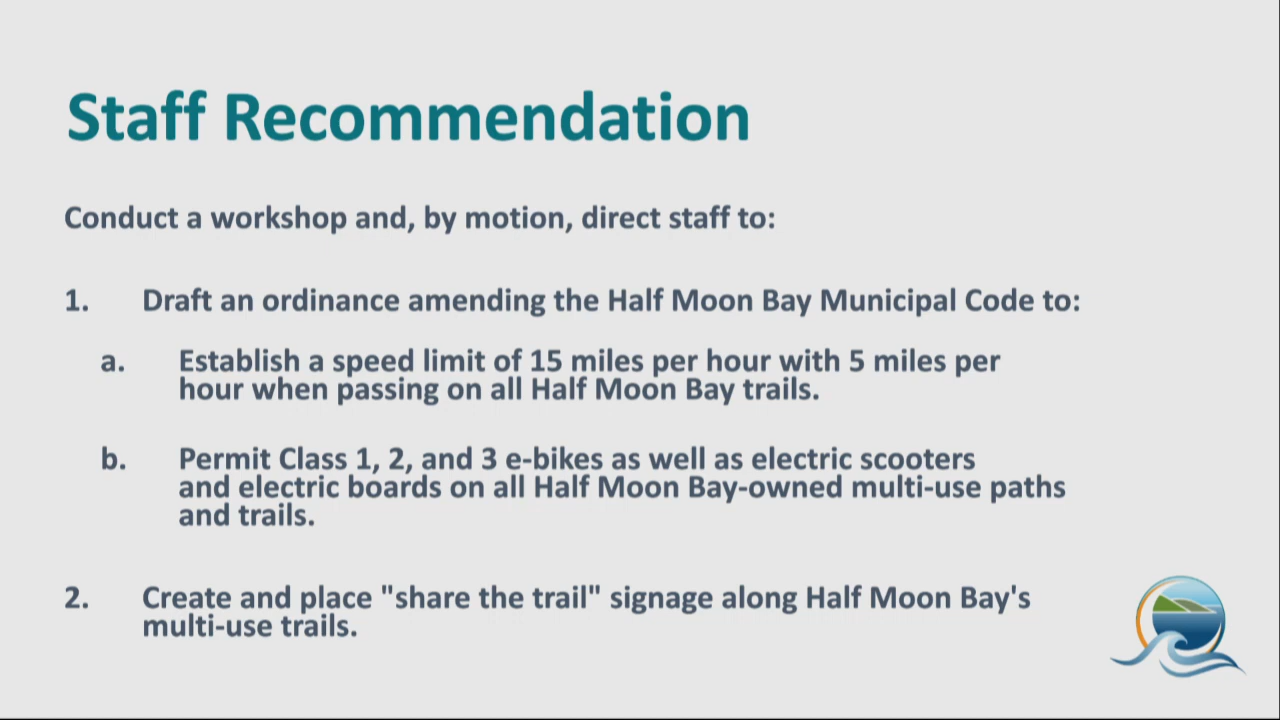 Staff Recommendation
Conduct a workshop and, by motion, direct staff to:
1. Draft an ordinance amending the Half Moon Bay Municipal Code to:
a. Establish a speed limit of 15 miles per hour with 5 miles per
hour when passing on all Half Moon Bay trails.
b. Permit Class 1, 2, and 3 e-bikes as well as electric scooters
and electric boards on all Half Moon Bay-owned multi-use paths
and trails.
2. Create and place "share the trail" signage along Half Moon Bay's
multi-use trails.